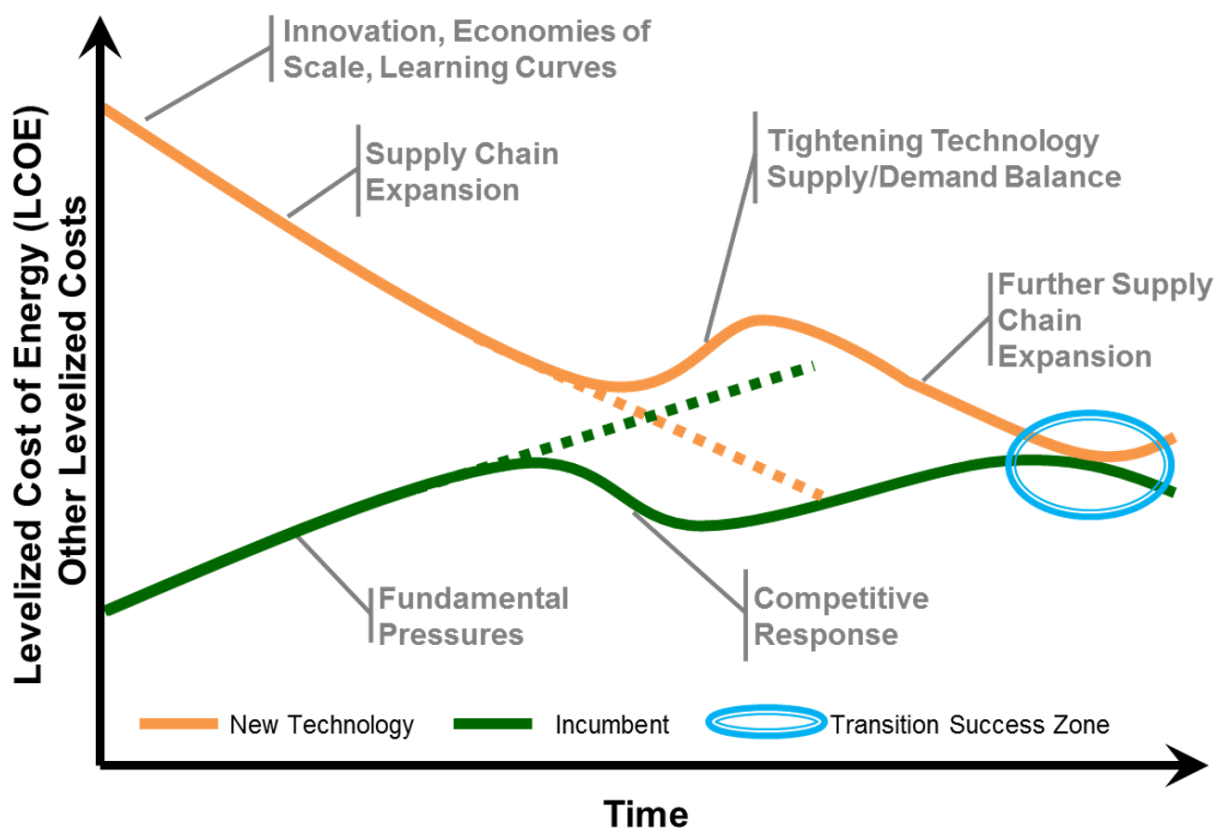 Innovation, Economies of
Scale, Learning Curves
Supply Chain
Expansion
Tightening Technology
Supply/Demand Balance
Further Supply
Chain
Expansion
Levelized Cost of Energy (LCOE)
Other Levelized Costs
Fundamental
Pressures
Competitive
Response
New Technology
Incumbent
Transition Success Zone
Time